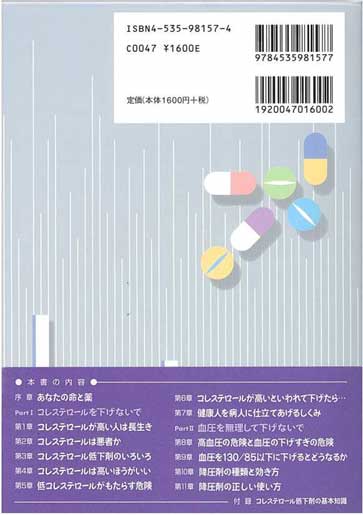 ISBN4-535-98157-4
C0047 ¥1600E
定価(本体1600円+税)
9784535981577
1920047016002
●本書の内容●
序 章 あなたの命と薬
Part I コレステロールを下げないで
第1章 コレステロールが高い人は長生き
第2章 コレステロールは悪者か
第3章 コレステロール低下剤のいろいろ
第4章 コレステロールは高いほうがいい
第5章 低コレステロールがもたらす危険
第6章 コレステロールが高いといわれて下げたら…
第7章 健康人を病人に仕立てあげるしくみ
Part II 血圧を無理して下げないで
第8章 高血圧の危険と血圧の下げすぎの危険
第9章 血圧を130/85以下に下げるとどうなるか
第10章 降圧剤の種類と効き方
第11章 降圧剤の正しい使い方
付 録 コレステロール低下剤の基本知識